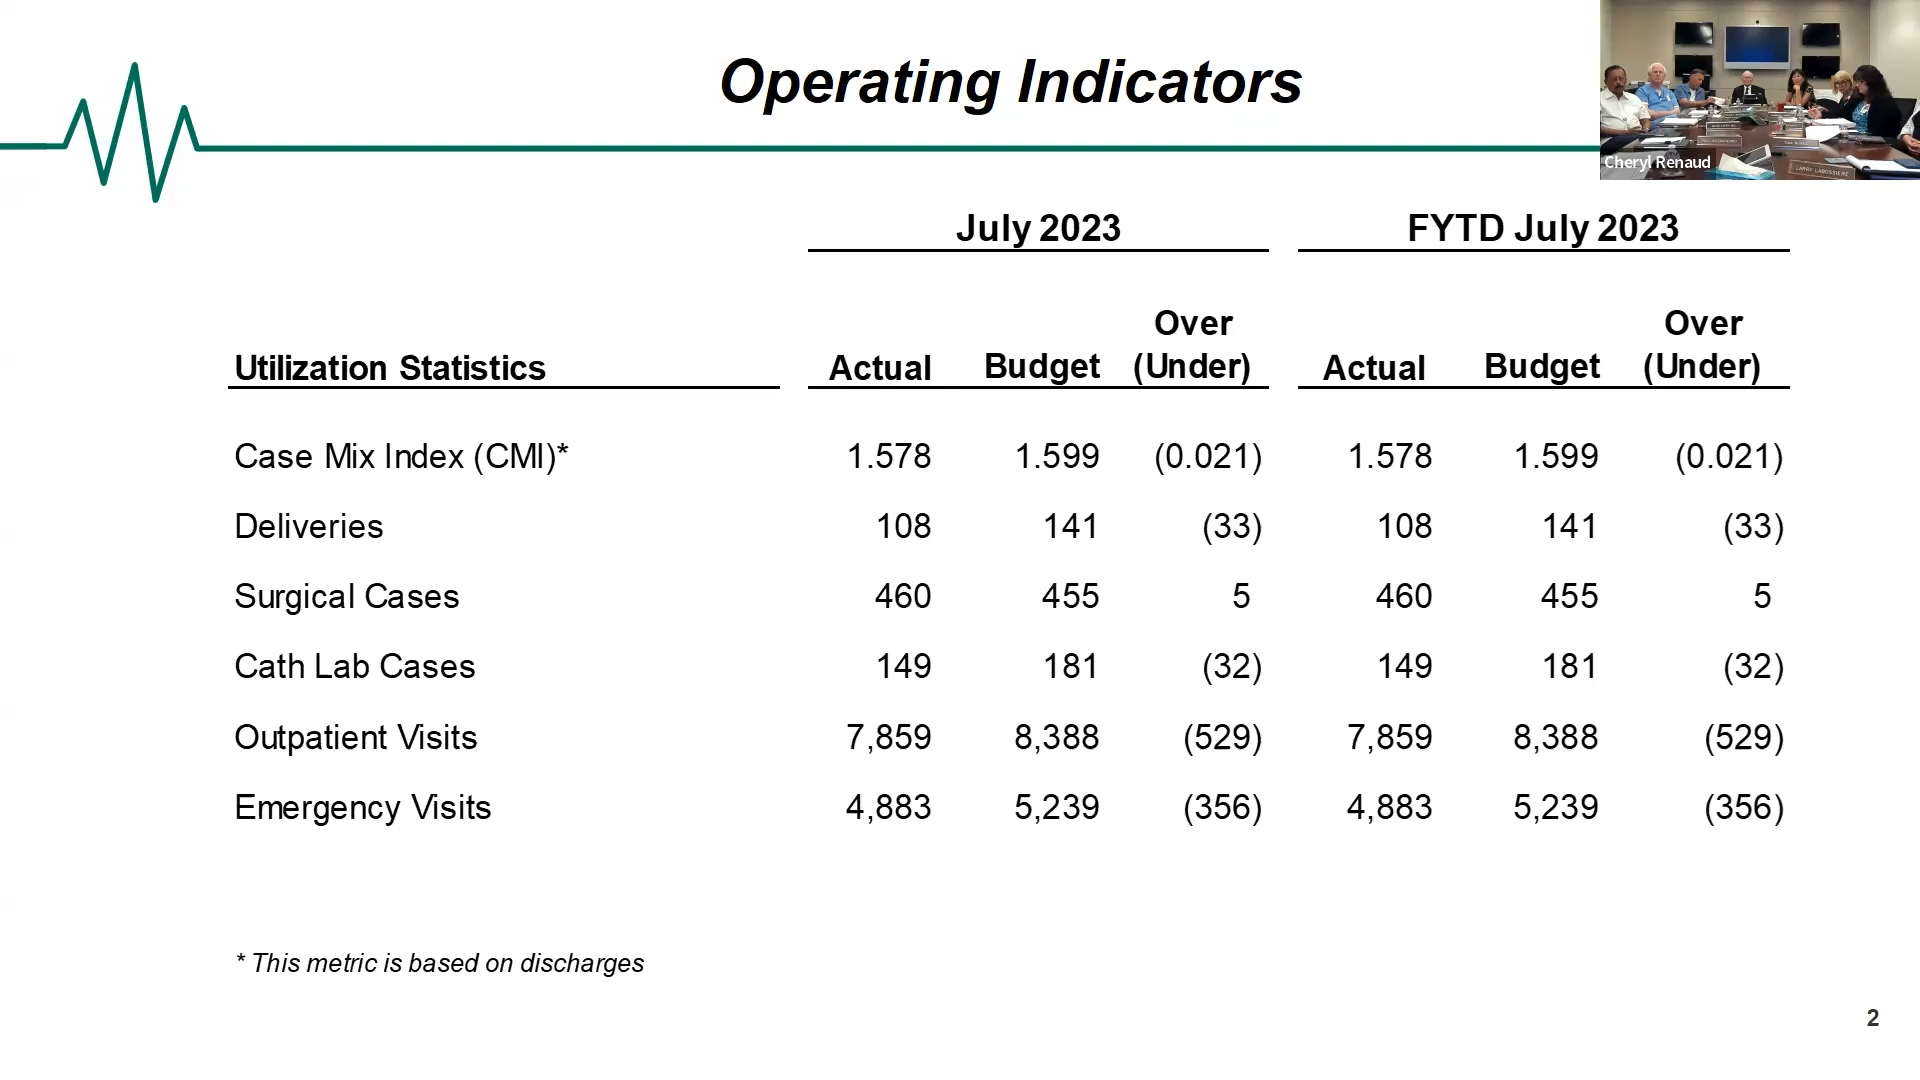 Operating Indicators
Cheryl Renaud
LARRY LABOSSIERE
July 2023 FYTD July 2023
Over Over
Utilization Statistics Actual Budget (Under) Actual Budget (Under)
Case Mix Index (CMI)* 1.578 1.599 (0.021) 1.578 1.599 (0.021)
Deliveries 108 141 (33) 108 141 (33)
Surgical Cases 460 455 5 460 455 5
Cath Lab Cases 149 181 (32) 149 181 (32)
Outpatient Visits 7,859 8,388 (529) 7,859 8,388 (529)
Emergency Visits 4,883 5,239 (356) 4,883 5,239 (356)
* This metric is based on discharges
2